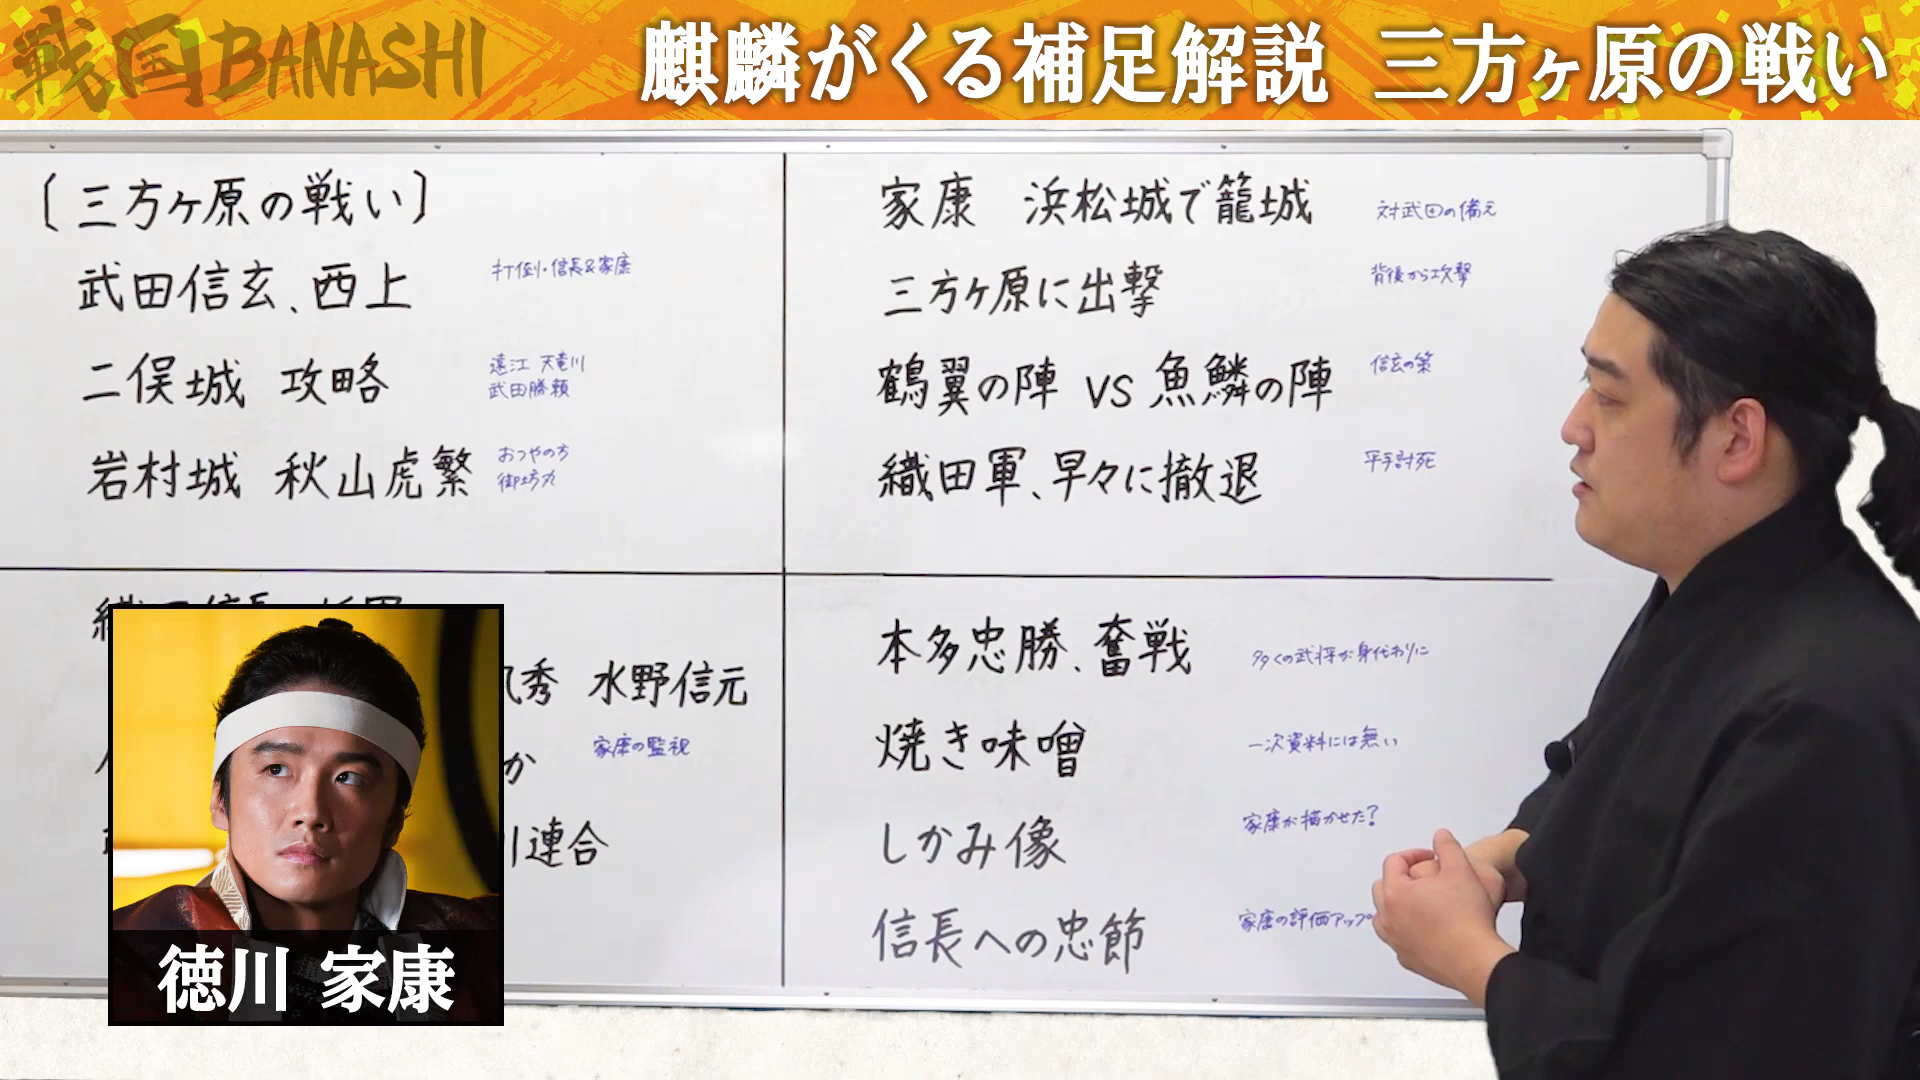 戦国BANASHI
麒麟がくる補足解説 三方ヶ原の戦い
〔三方ヶ原の戦い〕
武田信玄、西上
打倒・信長&家康
二俣城 攻略
遠江 天竜川
武田勝頼
岩村城 秋山虎繁
おつやの方
御坊丸
家康 浜松城で籠城
対武田の備え
三方ヶ原に出撃
背後から攻撃
鶴翼の陣 VS 魚鱗の陣
信玄の策
織田軍、早々に撤退
平手討死
秀 水野信元
か
家康の監視
川連合
本多忠勝、奮戦
多くの武将が身代わりに
焼き味噌
一次資料には無い
しかみ像
家康が描かせた?
信長への忠節
家康の評価アップ
徳川 家康